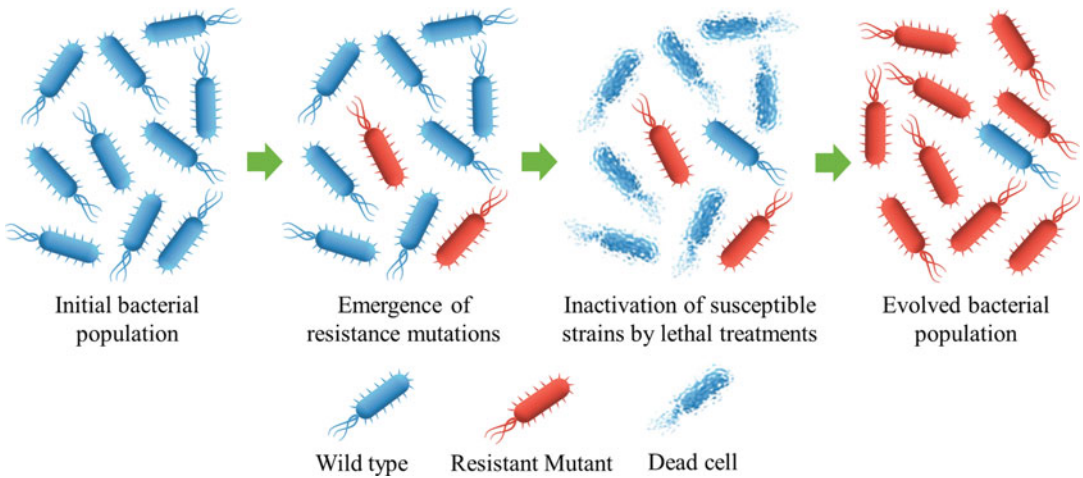 Initial bacterial
population
Emergence of
resistance mutations
Inactivation of susceptible
strains by lethal treatments
Evolved bacterial
population
Wild type
Resistant Mutant
Dead cell